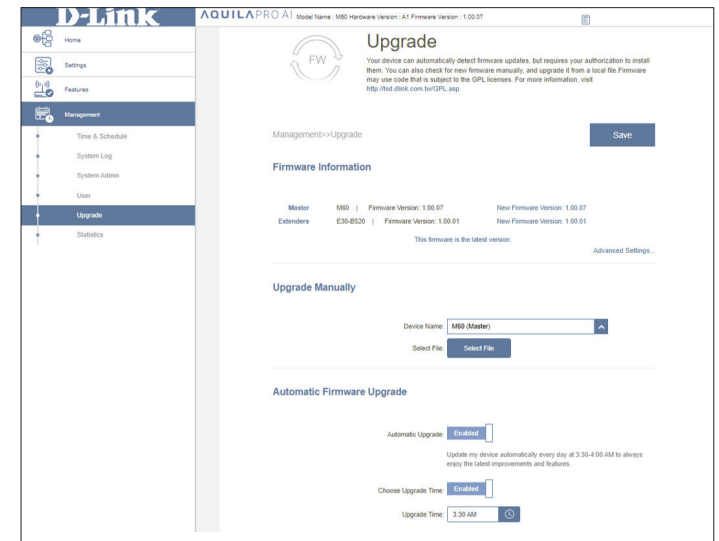 D-Link
AQUILAPRO AI Model Name : M60 Hardware Version : A1 Firmware Version : 1.00.07
Home
Settings
Features
Management
Time & Schedule
System Log
System Admin
User
Upgrade
Statistics
FW
Upgrade
Your device can automatically detect firmware updates, but requires your authorization to install
them. You can also check for new firmware manually, and upgrade it from a local file.Firmware
may use code that is subject to the GPL licenses. For more information, visit
http://tsd.dlink.com.tw/GPL.asp.
Management>>Upgrade
Save
Firmware Information
Master M60 | Firmware Version: 1.00.07 New Firmware Version: 1.00.07
Extenders E30-B520 | Firmware Version: 1.00.01 New Firmware Version: 1.00.01
This firmware is the latest version.
Advanced Settings...
Upgrade Manually
Device Name: M60 (Master)
Select File: Select File
Automatic Firmware Upgrade
Automatic Upgrade: Enabled
Update my device automatically every day at 3:30-4:00 AM to always
enjoy the latest improvements and features.
Choose Upgrade Time: Enabled
Upgrade Time: 3:30 AM